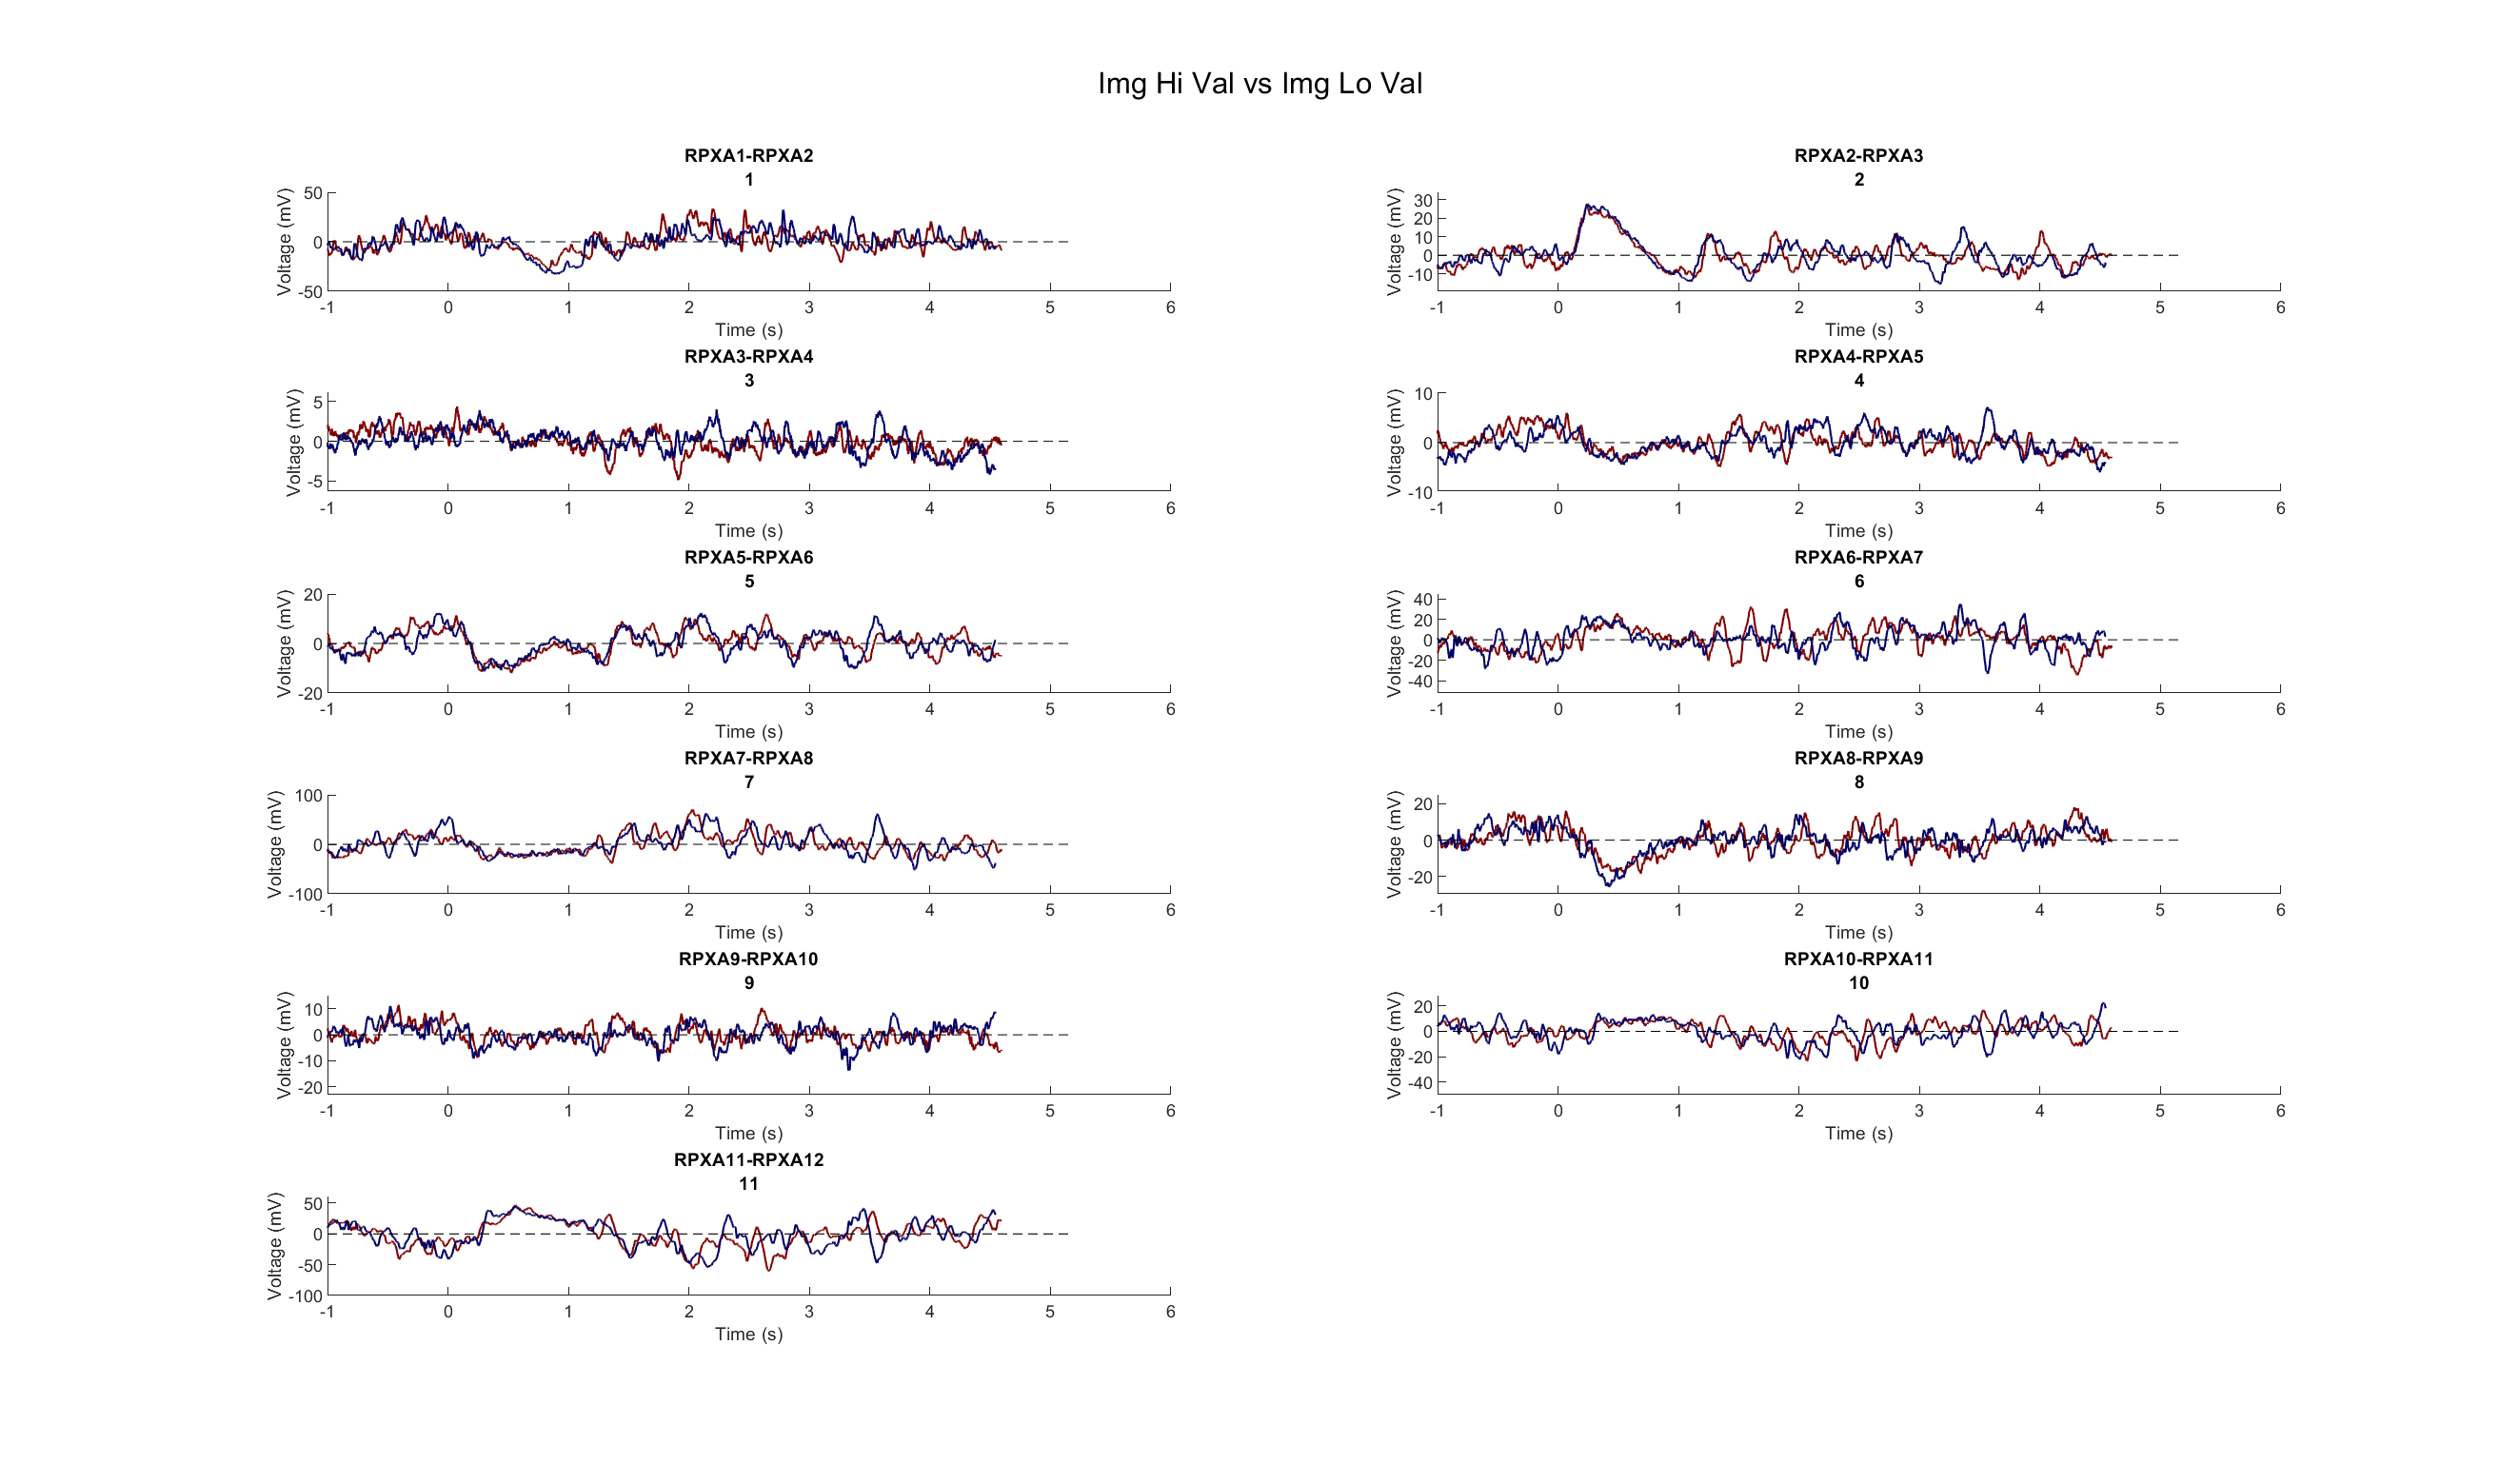 Img Hi Val vs Img Lo Val
RPXA1-RPXA2
1
Voltage (mV)
50
0
-50
-1 0 1 2 3 4 5 6
Time (s)
RPXA2-RPXA3
2
Voltage (mV)
30
20
10
0
-10
-1 0 1 2 3 4 5 6
Time (s)
RPXA3-RPXA4
3
Voltage (mV)
5
0
-5
-1 0 1 2 3 4 5 6
Time (s)
RPXA4-RPXA5
4
Voltage (mV)
10
0
-10
-1 0 1 2 3 4 5 6
Time (s)
RPXA5-RPXA6
5
Voltage (mV)
20
0
-20
-1 0 1 2 3 4 5 6
Time (s)
RPXA6-RPXA7
6
Voltage (mV)
40
20
0
-20
-40
-1 0 1 2 3 4 5 6
Time (s)
RPXA7-RPXA8
7
Voltage (mV)
100
0
-100
-1 0 1 2 3 4 5 6
Time (s)
RPXA8-RPXA9
8
Voltage (mV)
20
0
-20
-1 0 1 2 3 4 5 6
Time (s)
RPXA9-RPXA10
9
Voltage (mV)
10
0
-10
-20
-1 0 1 2 3 4 5 6
Time (s)
RPXA10-RPXA11
10
Voltage (mV)
20
0
-20
-40
-1 0 1 2 3 4 5 6
Time (s)
RPXA11-RPXA12
11
Voltage (mV)
50
0
-50
-100
-1 0 1 2 3 4 5 6
Time (s)